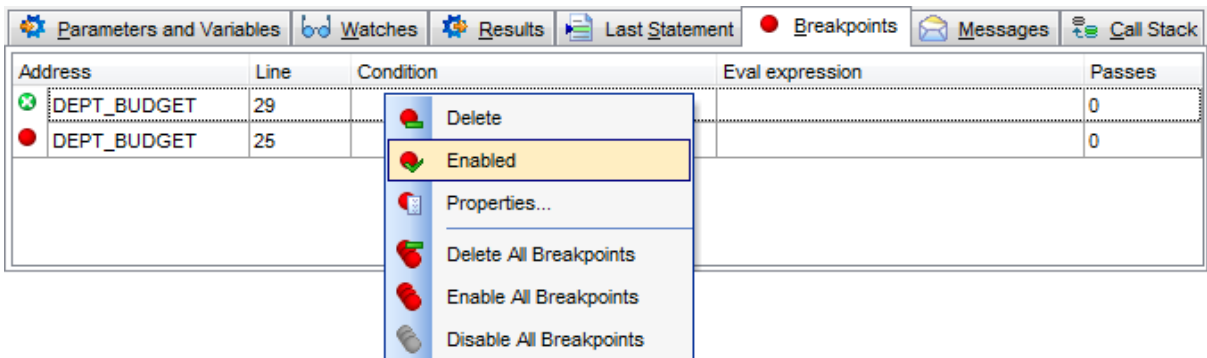 Parameters and Variables Watches Results Last Statement Breakpoints Messages Call Stack
Address Line Condition Eval expression Passes
DEPT_BUDGET 29 0
DEPT_BUDGET 25 0
Delete
Enabled
Properties...
Delete All Breakpoints
Enable All Breakpoints
Disable All Breakpoints